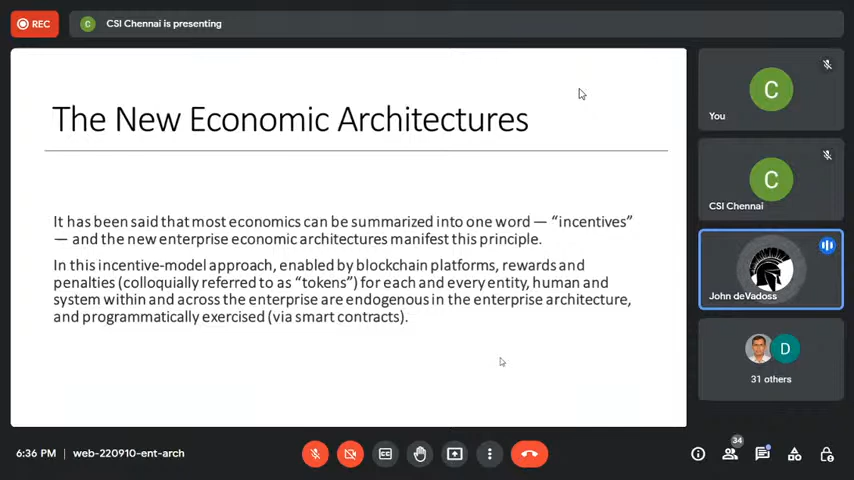 REC
C
CSI Chennai is presenting
The New Economic Architectures
It has been said that most economics can be summarized into one word — “incentives”
— and the new enterprise economic architectures manifest this principle.
In this incentive-model approach, enabled by blockchain platforms, rewards and
penalties (colloquially referred to as “tokens”) for each and every entity, human and
system within and across the enterprise are endogenous in the enterprise architecture,
and programmatically exercised (via smart contracts).
C
You
C
CSI Chennai
John deVadoss
D
31 others
6:36 PM | web-220910-ent-arch
CC
34